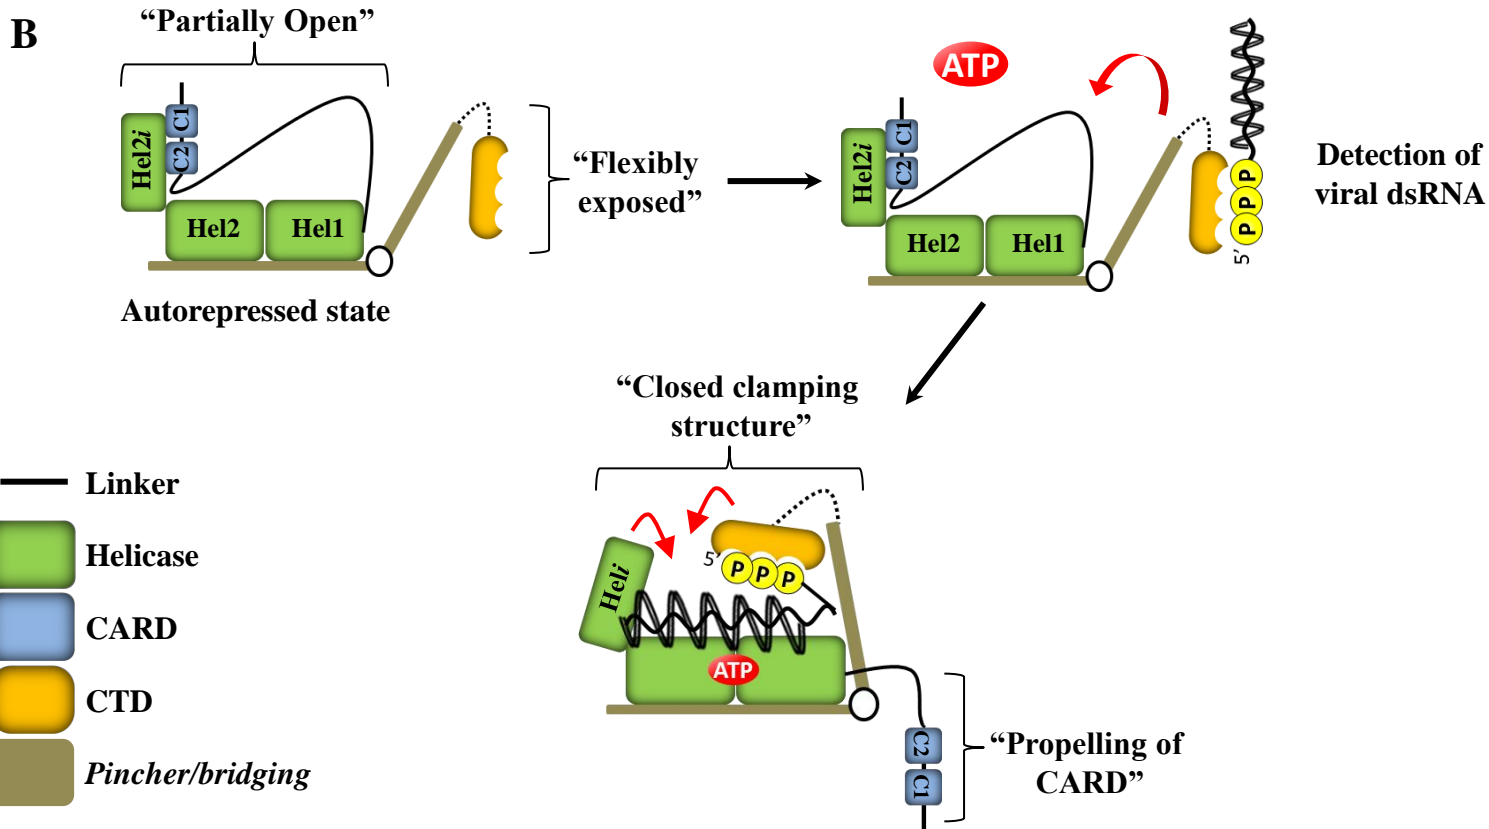 B
“Partially Open”
Hel2i
C1
C2
Hel2
Hel1
“Flexibly
exposed”
Autorepressed state
ATP
Hel2i
C1
C2
Hel2
Hel1
P
P
P
5’
Detection of
viral dsRNA
“Closed clamping
structure”
Heli
5’
P P P
ATP
C2
C1
“Propelling of
CARD”
Linker
Helicase
CARD
CTD
Pincher/bridging